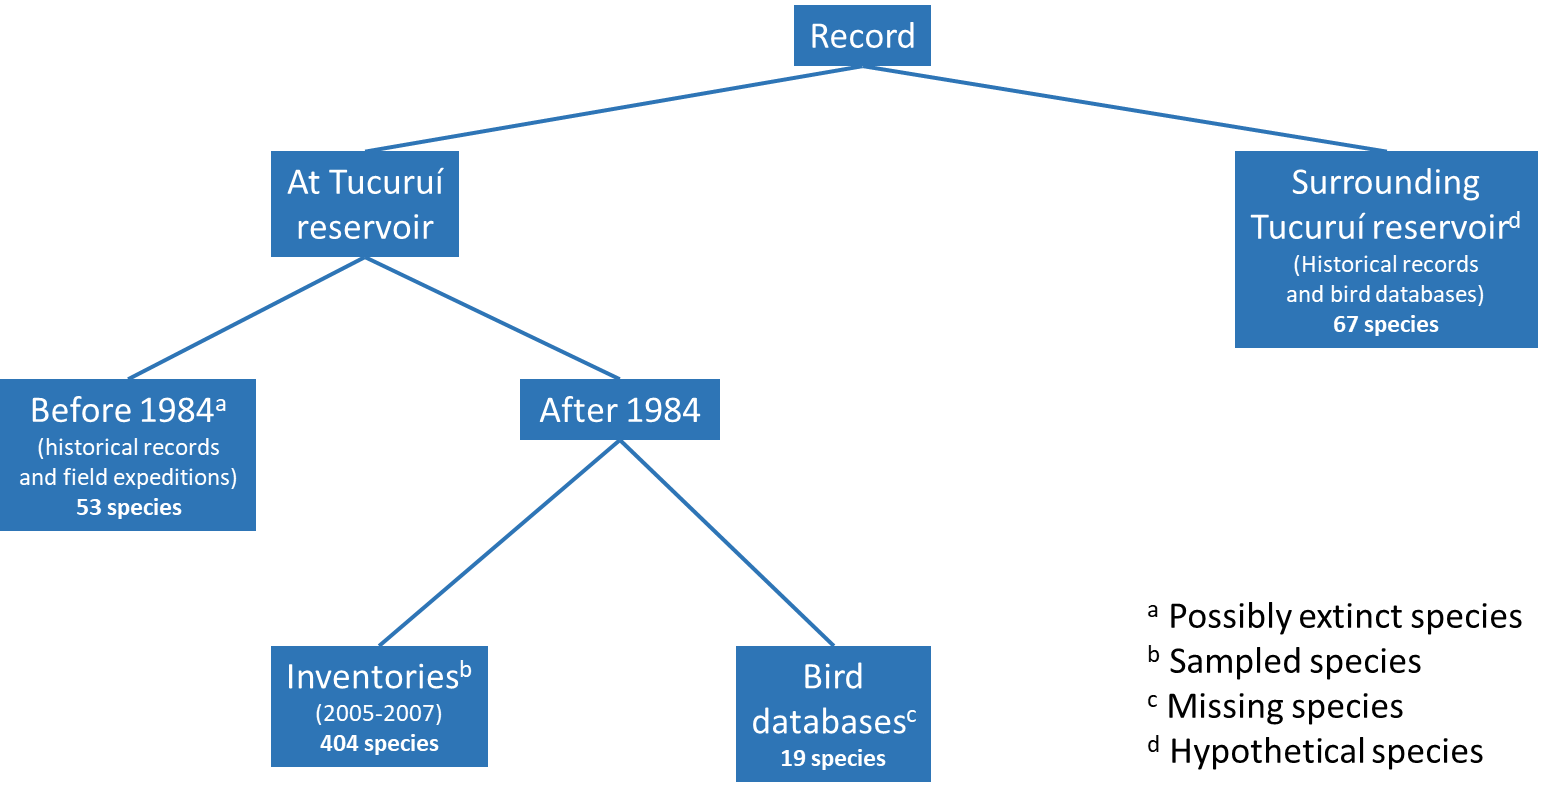 Record
At Tucuruí
reservoir
Surrounding
Tucuruí reservoirᵈ
(Historical records
and bird databases)
67 species
Before 1984ᵃ
(historical records
and field expeditions)
53 species
After 1984
Inventoriesᵇ
(2005-2007)
404 species
Bird
databasesᶜ
19 species
ᵃ Possibly extinct species
ᵇ Sampled species
ᶜ Missing species
ᵈ Hypothetical species